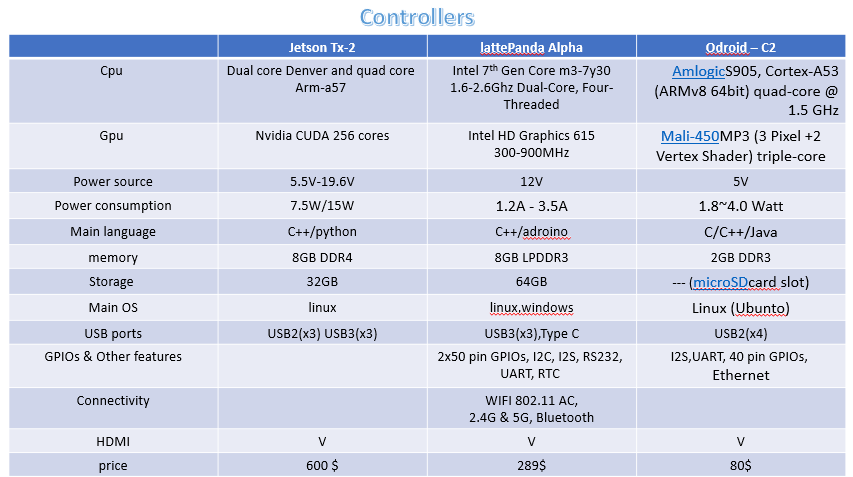 Controllers
Jetson Tx-2 lattePanda Alpha Odroid – C2
Cpu Dual core Denver and quad core Arm-a57 Intel 7th Gen Core m3-7y30 1.6-2.6Ghz Dual-Core, Four-Threaded AmlogicS905, Cortex-A53 (ARMv8 64bit) quad-core @ 1.5 GHz
Gpu Nvidia CUDA 256 cores Intel HD Graphics 615 300-900MHz Mali-450MP3 (3 Pixel +2 Vertex Shader) triple-core
Power source 5.5V-19.6V 12V 5V
Power consumption 7.5W/15W 1.2A - 3.5A 1.8~4.0 Watt
Main language C++/python C++/adroino C/C++/Java
memory 8GB DDR4 8GB LPDDR3 2GB DDR3
Storage 32GB 64GB --- (microSDcard slot)
Main OS linux linux,windows Linux (Ubunto)
USB ports USB2(x3) USB3(x3) USB3(x3),Type C USB2(x4)
GPIOs & Other features 2x50 pin GPIOs, I2C, I2S, RS232, UART, RTC I2S,UART, 40 pin GPIOs, Ethernet
Connectivity WIFI 802.11 AC, 2.4G & 5G, Bluetooth
HDMI V V V
price 600 $ 289$ 80$